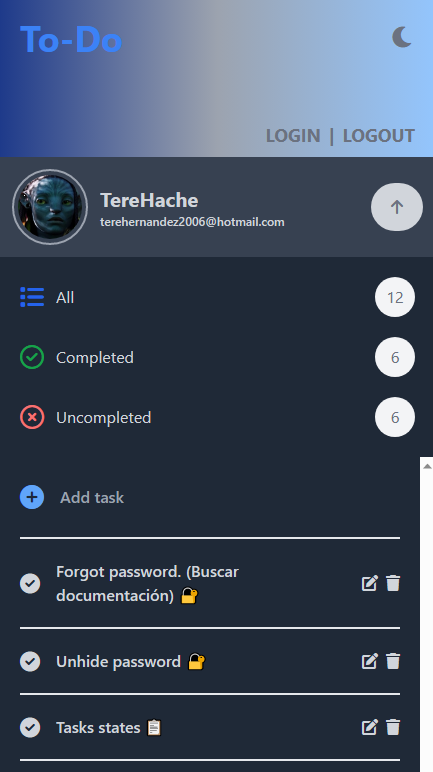 To-Do
LOGIN | LOGOUT
TereHache
terehernandez2006@hotmail.com
All
12
Completed
6
Uncompleted
6
Add task
Forgot password. (Buscar
documentación) 🔐
Unhide password 🔐
Tasks states 📋